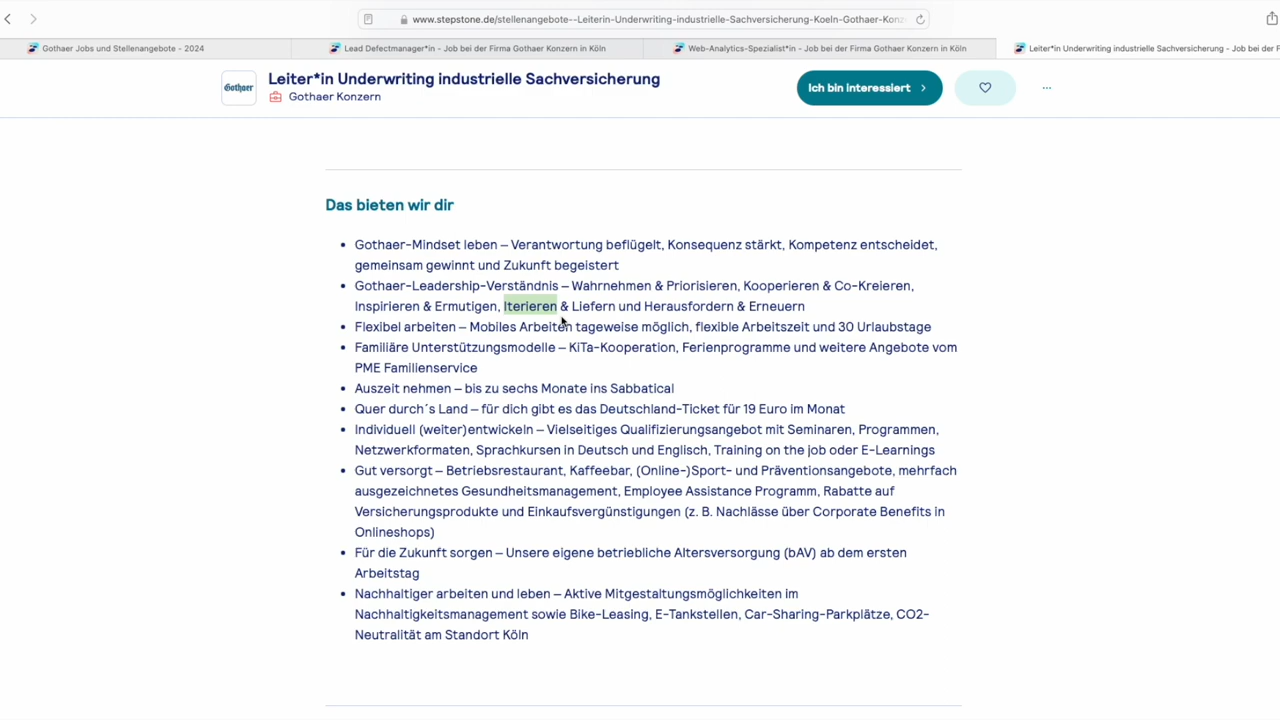 www.stepstone.de/stellenangebote--Leiterin-Underwriting-industrielle-Sachversicherung-Koeln-Gothaer-Konz
Gothaer Jobs und Stellenangebote - 2024
Lead Defectmanager*in - Job bei der Firma Gothaer Konzern in Köln
Web-Analytics-Spezialist*in - Job bei der Firma Gothaer Konzern in Köln
Leiter*in Underwriting industrielle Sachversicherung - Job bei der F
Gothaer
Leiter*in Underwriting industrielle Sachversicherung
Gothaer Konzern
Ich bin interessiert
Das bieten wir dir
• Gothaer-Mindset leben – Verantwortung beflügelt, Konsequenz stärkt, Kompetenz entscheidet,
gemeinsam gewinnt und Zukunft begeistert
• Gothaer-Leadership-Verständnis – Wahrnehmen & Priorisieren, Kooperieren & Co-Kreieren,
Inspirieren & Ermutigen, Iterieren & Liefern und Herausfordern & Erneuern
• Flexibel arbeiten – Mobiles Arbeiten tageweise möglich, flexible Arbeitszeit und 30 Urlaubstage
• Familiäre Unterstützungsmodelle – KiTa-Kooperation, Ferienprogramme und weitere Angebote vom
PME Familienservice
• Auszeit nehmen – bis zu sechs Monate ins Sabbatical
• Quer durch´s Land – für dich gibt es das Deutschland-Ticket für 19 Euro im Monat
• Individuell (weiter)entwickeln – Vielseitiges Qualifizierungsangebot mit Seminaren, Programmen,
Netzwerkformaten, Sprachkursen in Deutsch und Englisch, Training on the job oder E-Learnings
• Gut versorgt – Betriebsrestaurant, Kaffeebar, (Online-)Sport- und Präventionsangebote, mehrfach
ausgezeichnetes Gesundheitsmanagement, Employee Assistance Programm, Rabatte auf
Versicherungsprodukte und Einkaufsvergünstigungen (z. B. Nachlässe über Corporate Benefits in
Onlineshops)
• Für die Zukunft sorgen – Unsere eigene betriebliche Altersversorgung (bAV) ab dem ersten
Arbeitstag
• Nachhaltiger arbeiten und leben – Aktive Mitgestaltungsmöglichkeiten im
Nachhaltigkeitsmanagement sowie Bike-Leasing, E-Tankstellen, Car-Sharing-Parkplätze, CO2-
Neutralität am Standort Köln